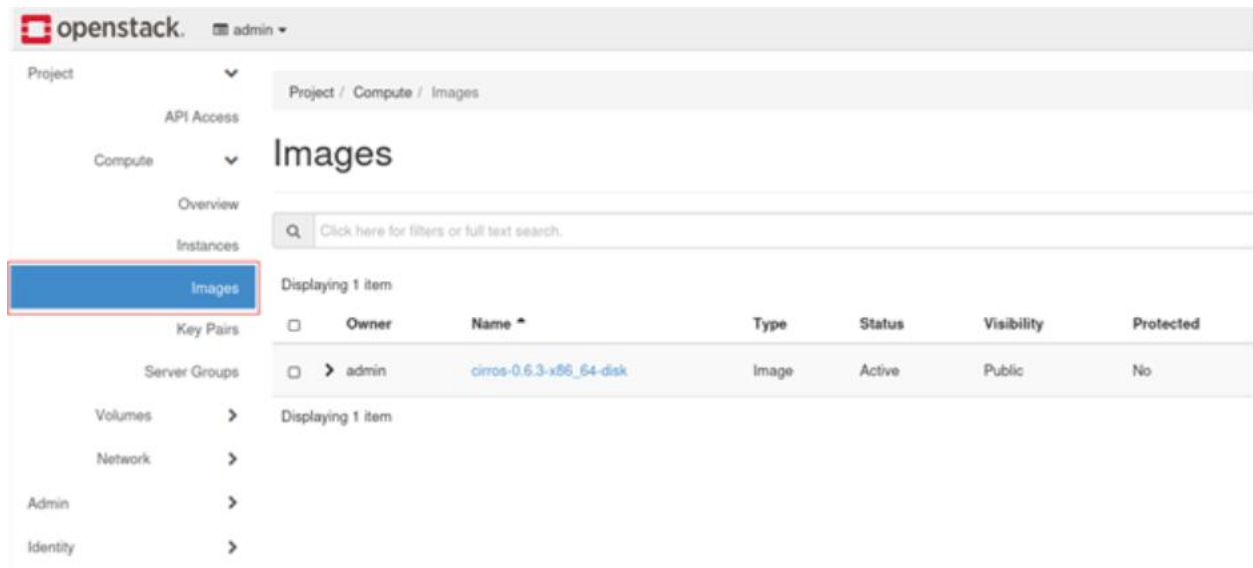 openstack. admin
Project
API Access
Compute
Overview
Instances
Images
Key Pairs
Server Groups
Volumes
Network
Admin
Identity
Project / Compute / Images
Images
Click here for filters or full text search.
Displaying 1 item
Owner Name Type Status Visibility Protected
admin cirros-0.6.3-x86_64-disk Image Active Public No
Displaying 1 item